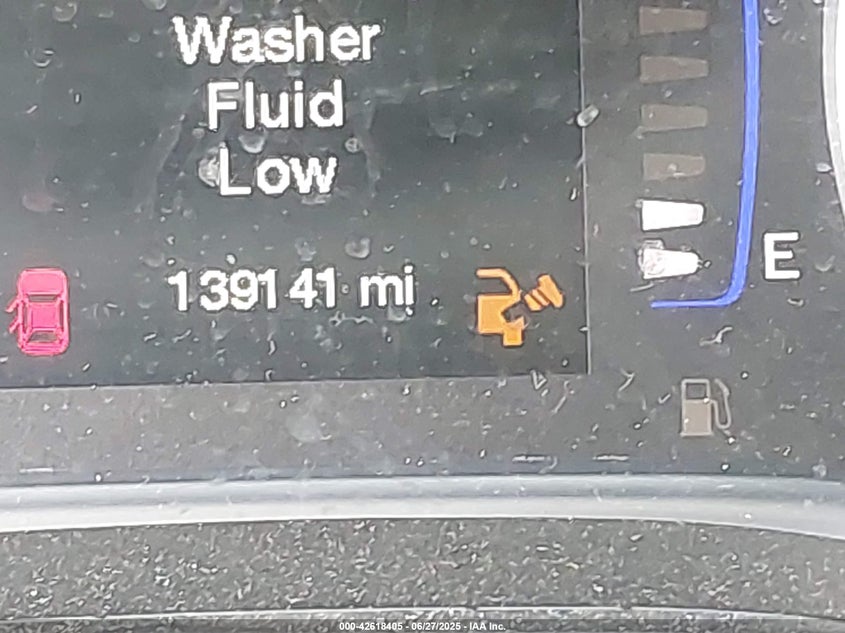 Washer
Fluid
Low
139141 mi
E
000-42618405 - 06/27/2025 - IAA Inc.